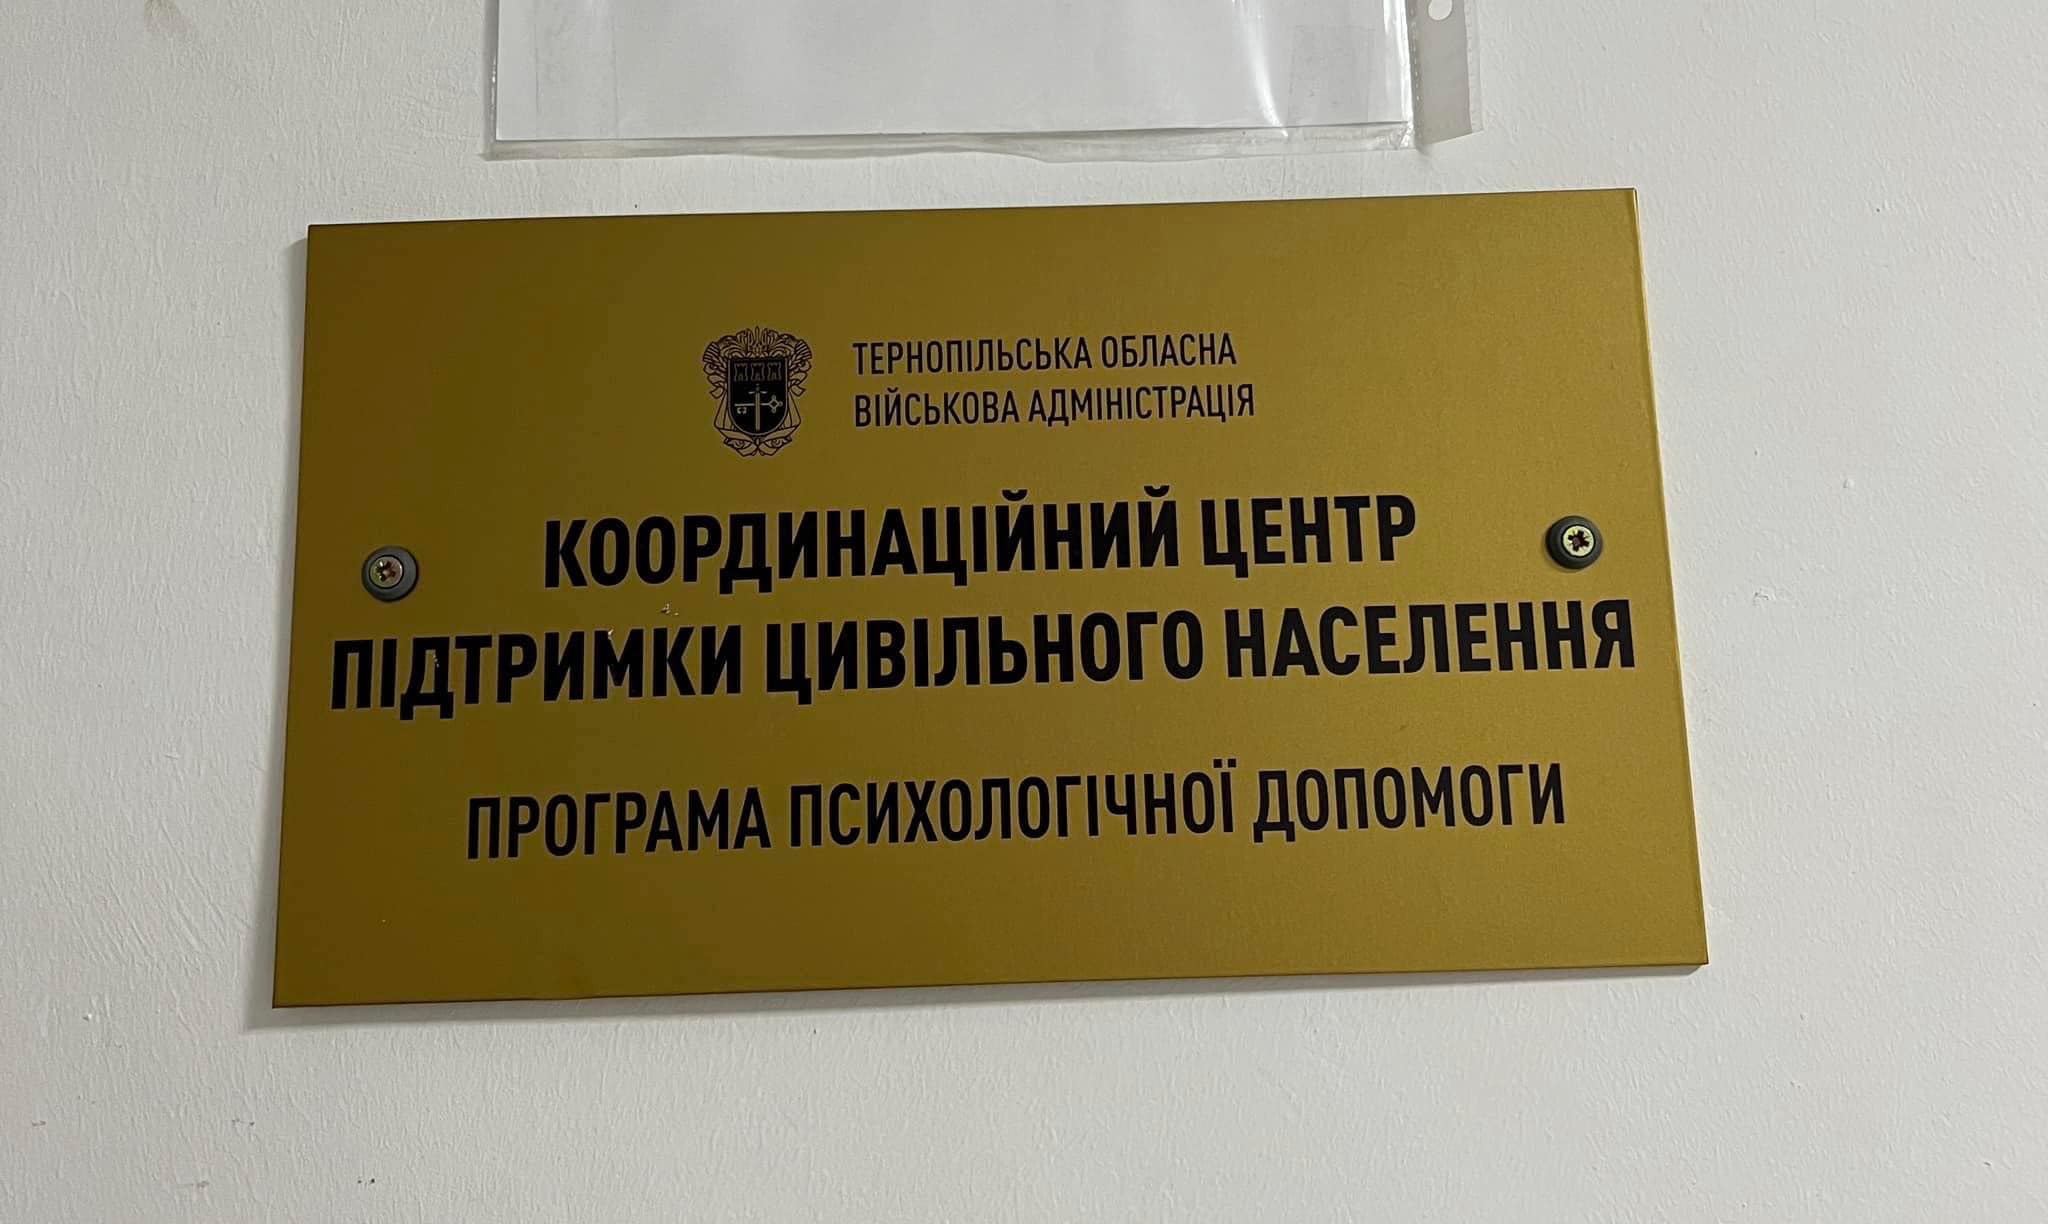 ТЕРНОПІЛЬСЬКА ОБЛАСНА
ВІЙСЬКОВА АДМІНІСТРАЦІЯ
КООРДИНАЦІЙНИЙ ЦЕНТР
ПІДТРИМКИ ЦИВІЛЬНОГО НАСЕЛЕННЯ
ПРОГРАМА ПСИХОЛОГІЧНОЇ ДОПОМОГИ